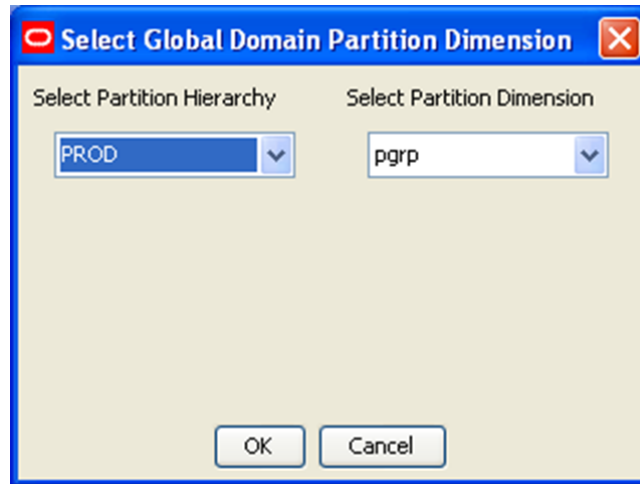 Select Global Domain Partition Dimension
Select Partition Hierarchy Select Partition Dimension
PROD pgrp
OK Cancel